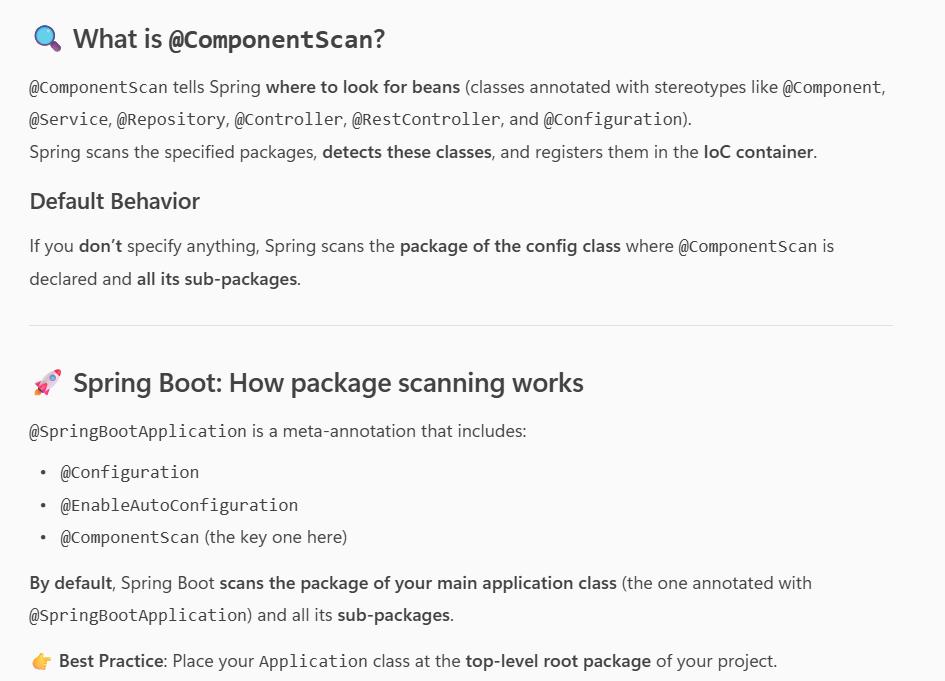 🔍 What is @ComponentScan?
@ComponentScan tells Spring where to look for beans (classes annotated with stereotypes like @Component,
@Service, @Repository, @Controller, @RestController, and @Configuration).
Spring scans the specified packages, detects these classes, and registers them in the IoC container.
Default Behavior
If you don’t specify anything, Spring scans the package of the config class where @ComponentScan is
declared and all its sub-packages.
🚀 Spring Boot: How package scanning works
@SpringBootApplication is a meta-annotation that includes:
• @Configuration
• @EnableAutoConfiguration
• @ComponentScan (the key one here)
By default, Spring Boot scans the package of your main application class (the one annotated with
@SpringBootApplication) and all its sub-packages.
👉 Best Practice: Place your Application class at the top-level root package of your project.